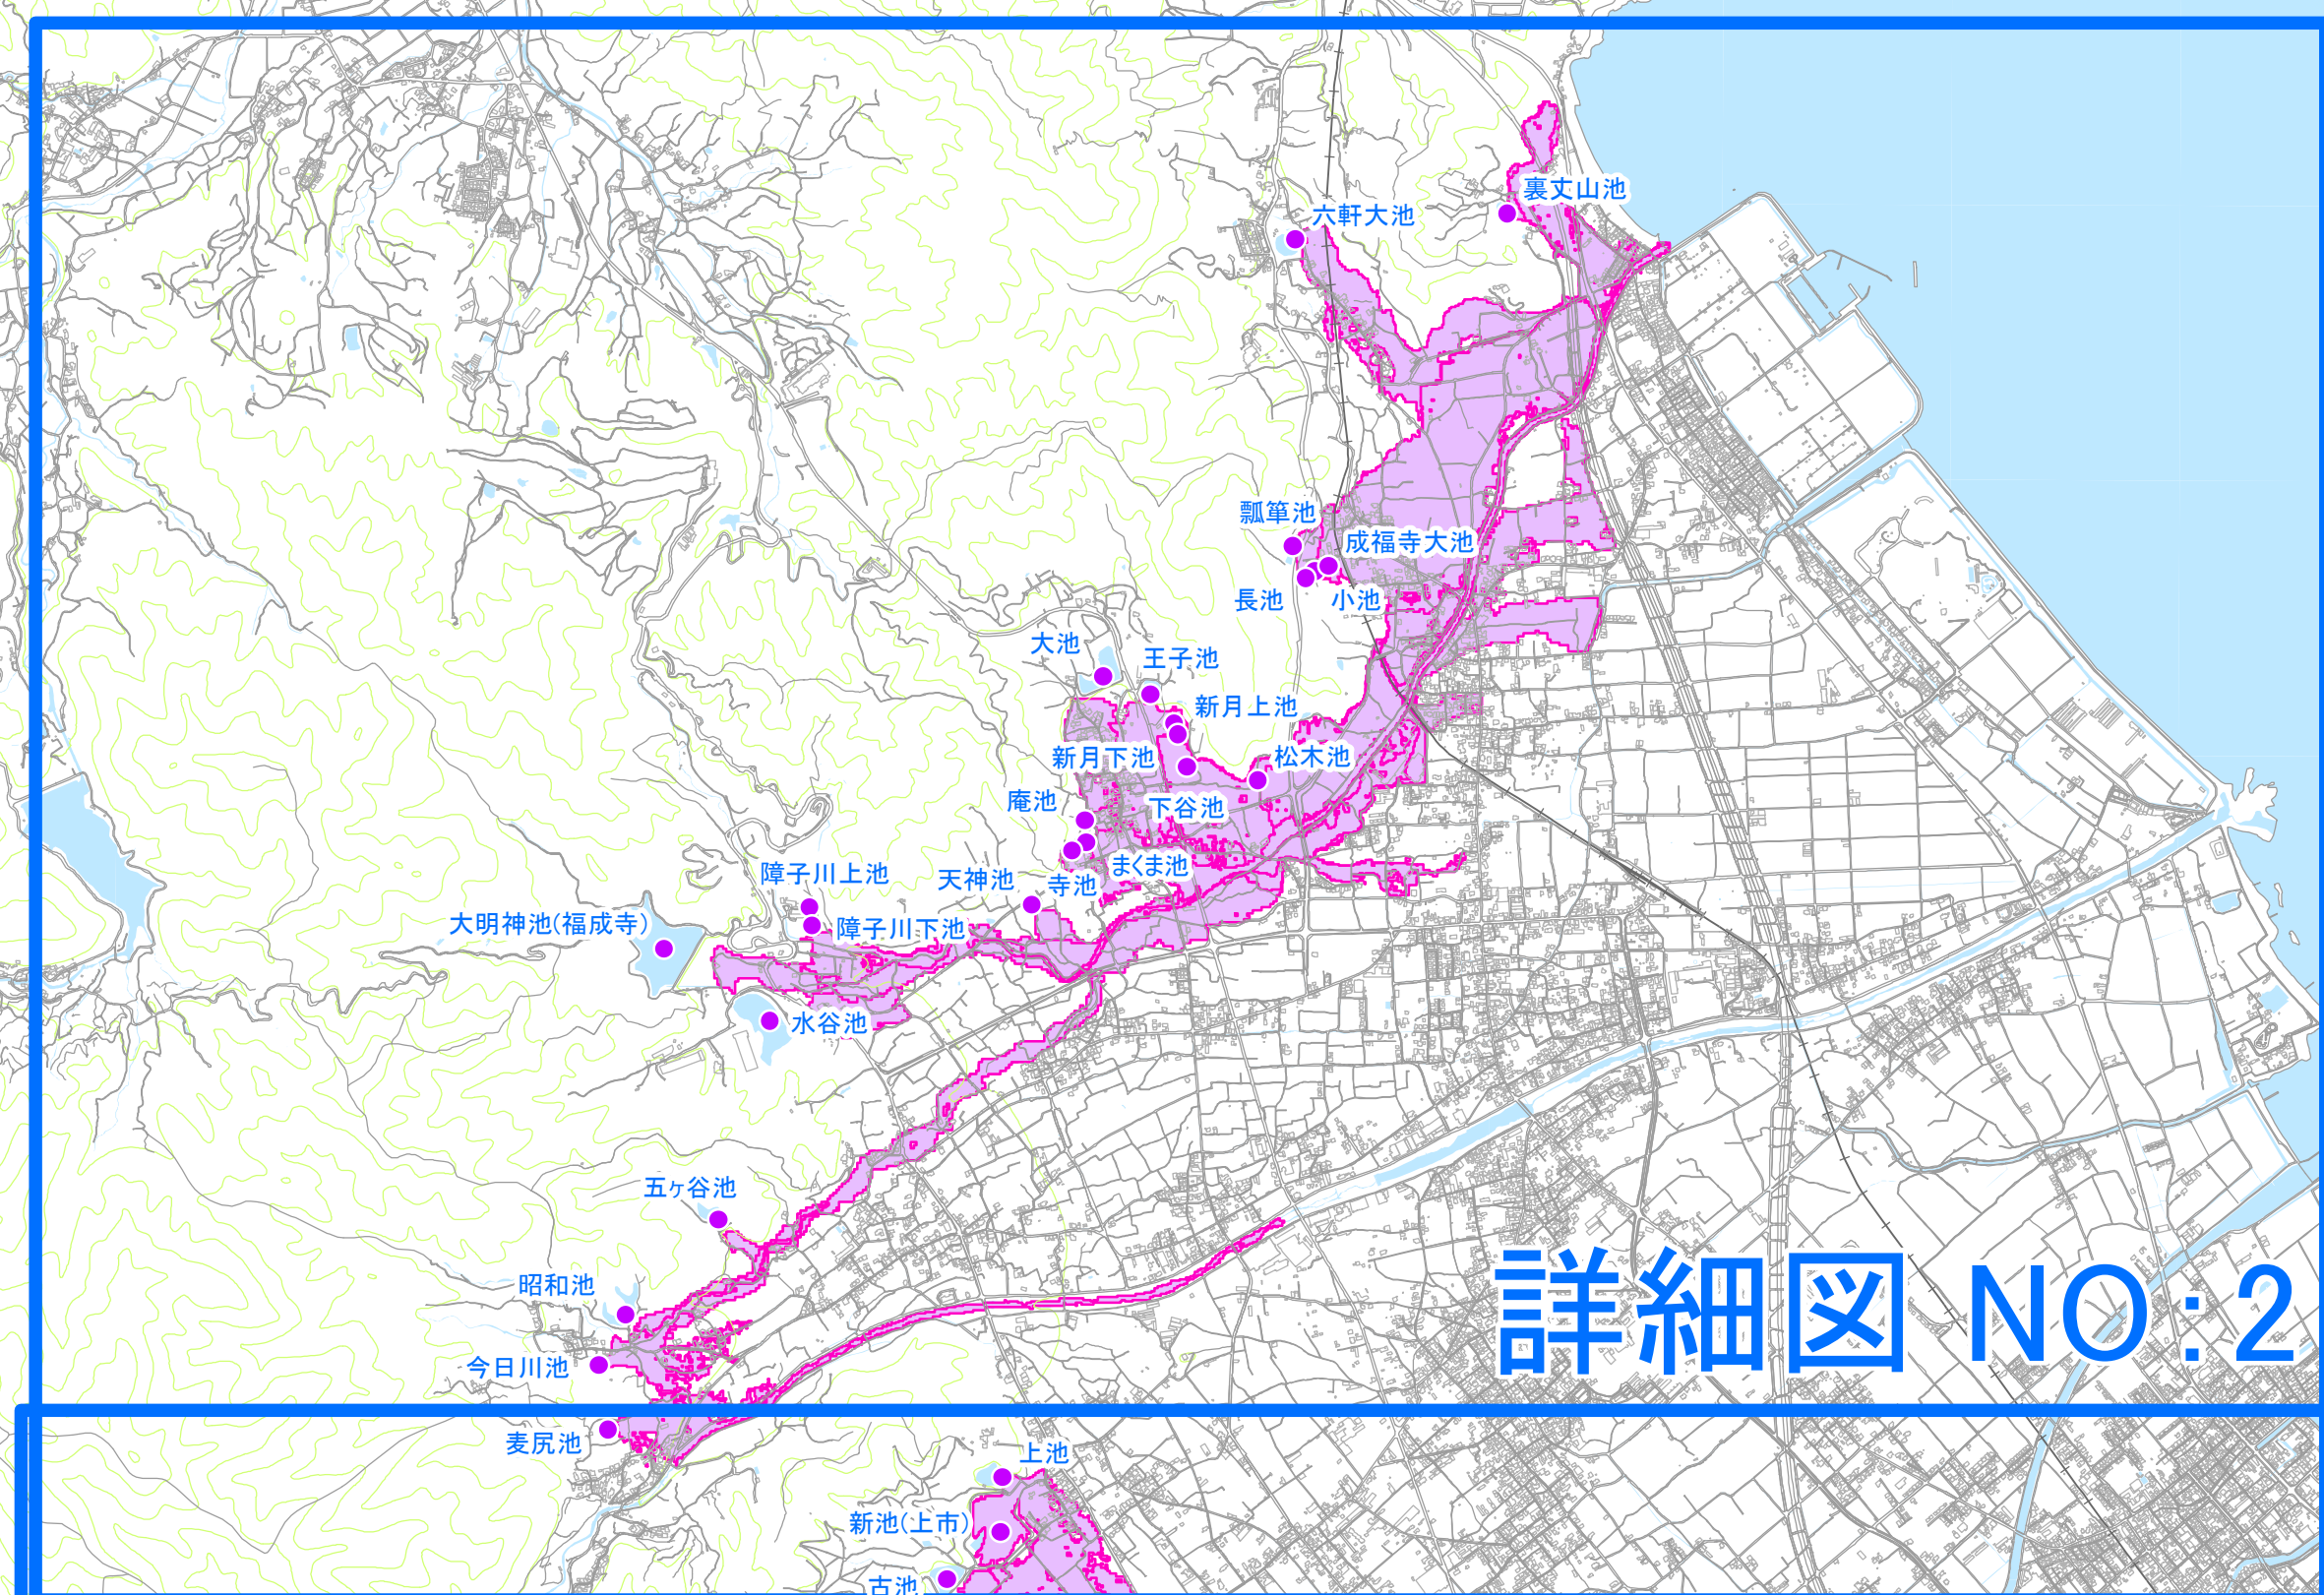 裏丈山池
六軒大池
瓢箪池
成福寺大池
長池
小池
大池
王子池
新月上池
新月下池
松木池
庵池
下谷池
まくま池
障子川上池
天神池
寺池
大明神池(福成寺)
障子川下池
水谷池
五ヶ谷池
昭和池
詳細図 NO:2
今日川池
麦尻池
上池
新池(上市)
古池